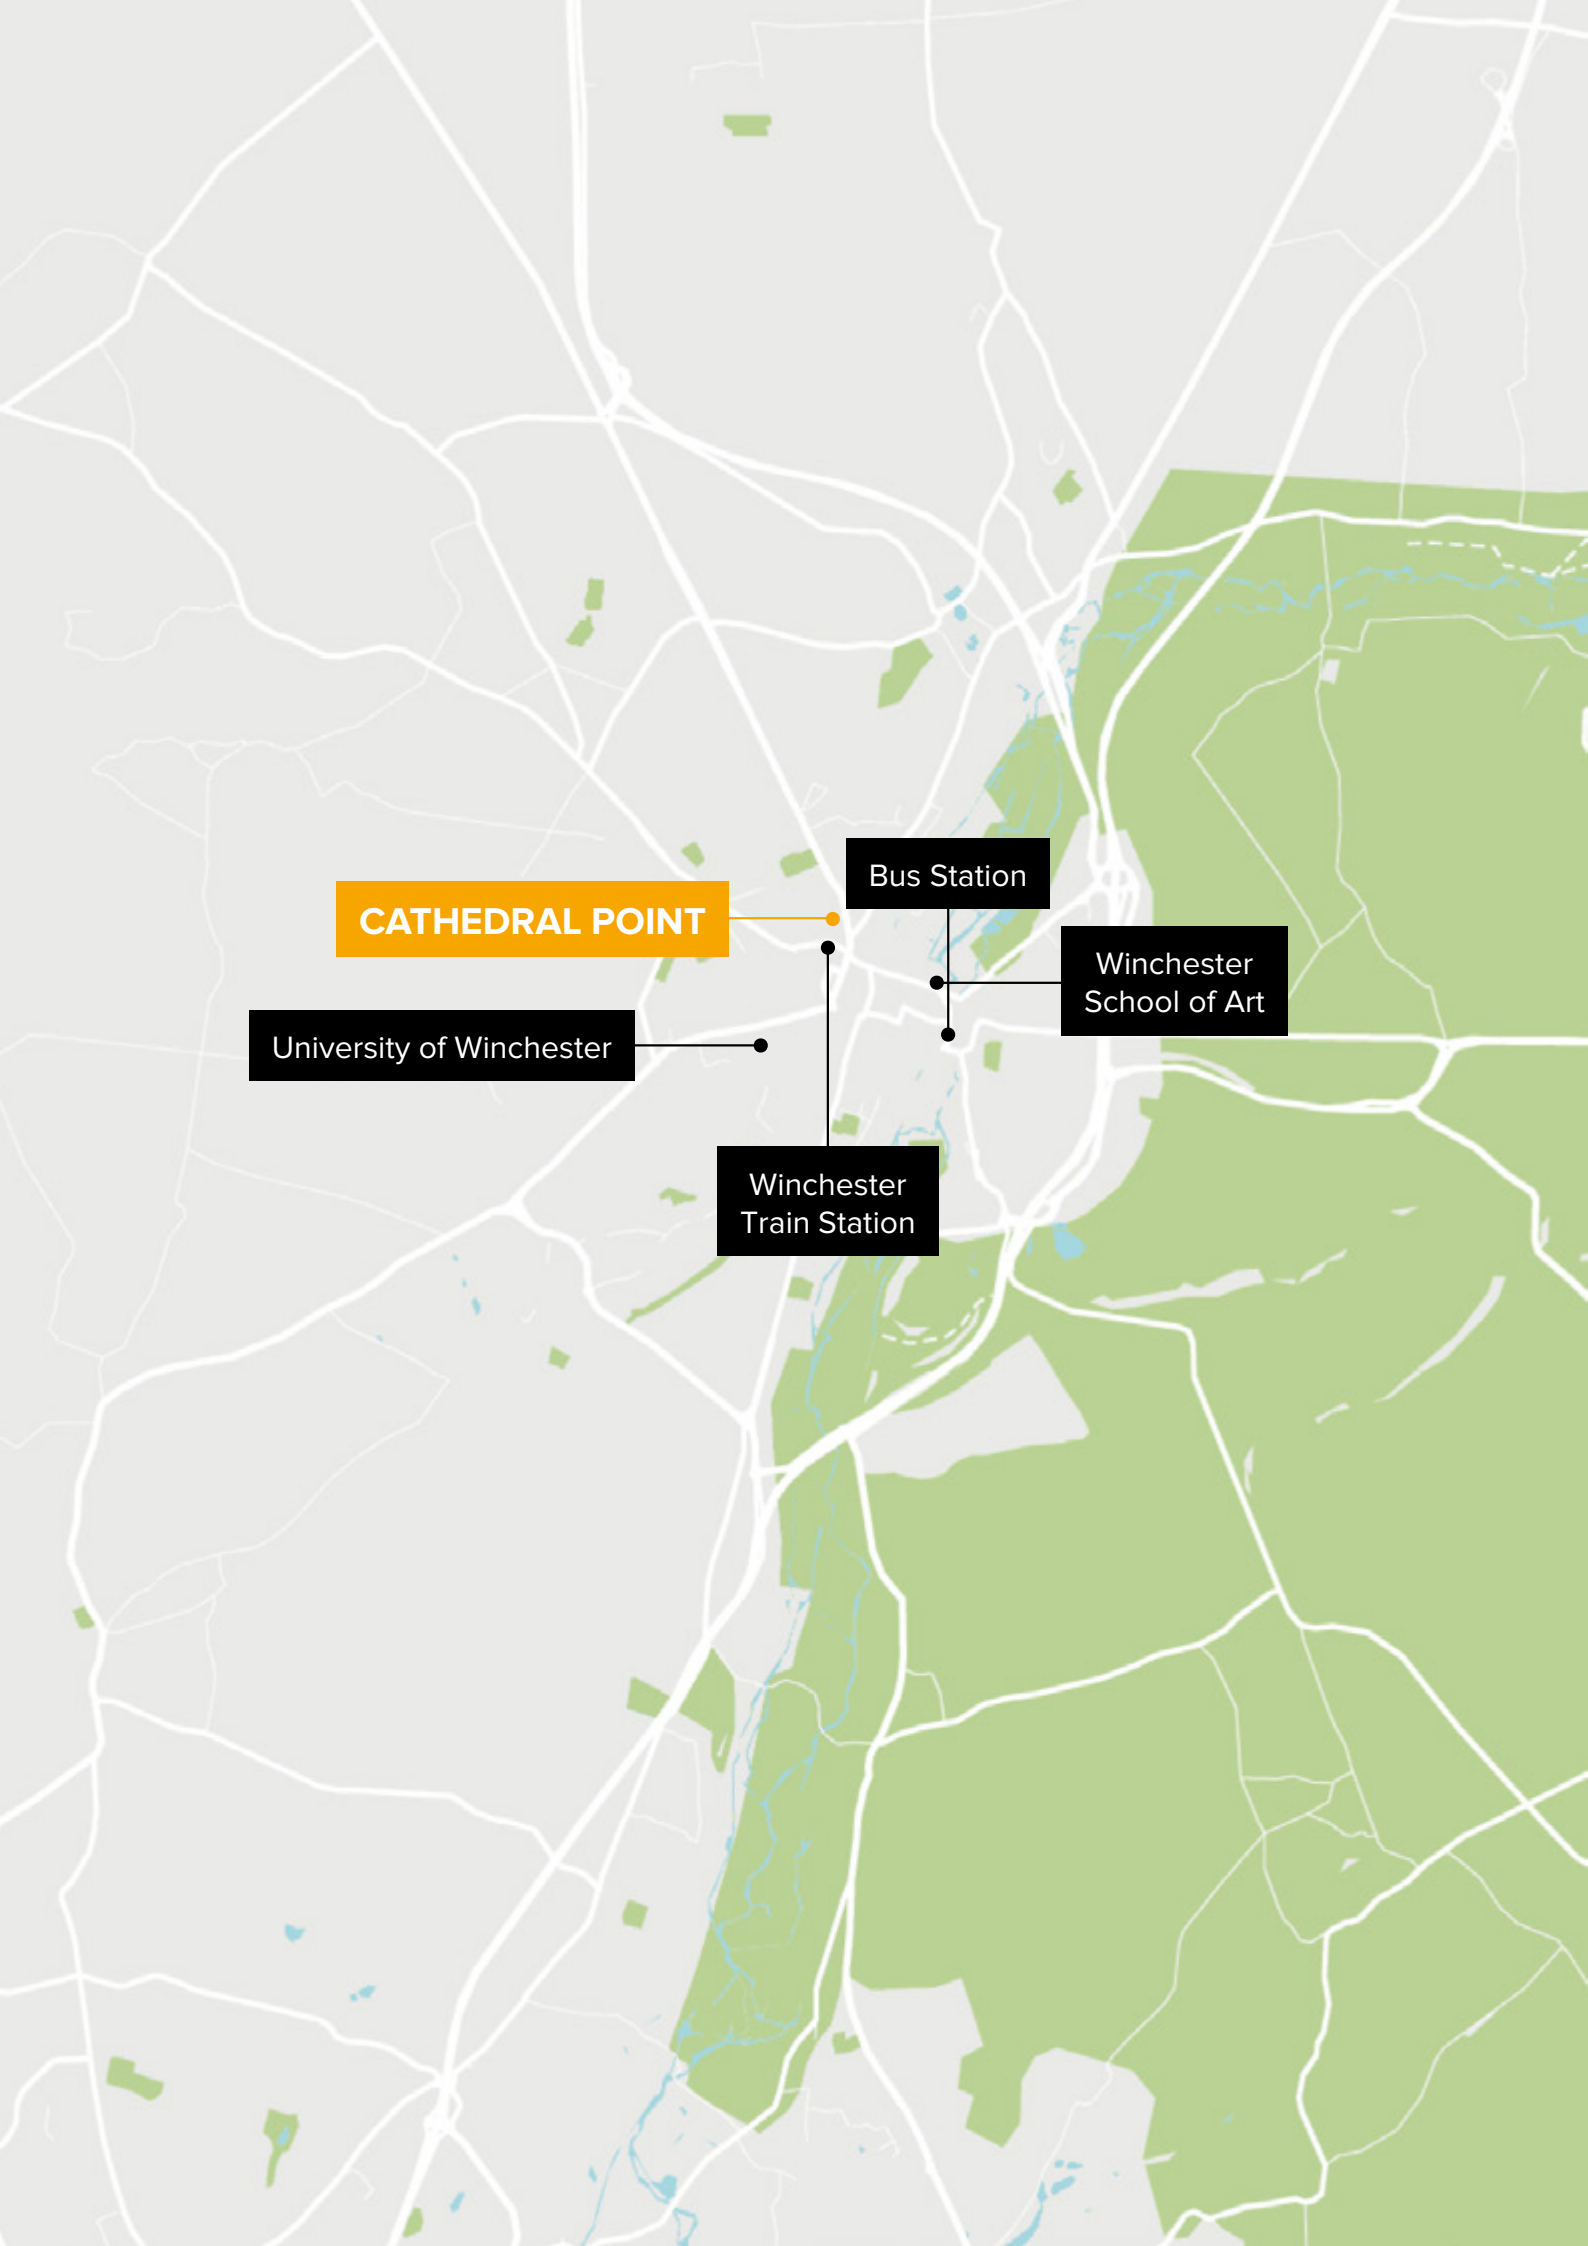 Bus Station
CATHEDRAL POINT
Winchester
School of Art
University of Winchester
Winchester
Train Station